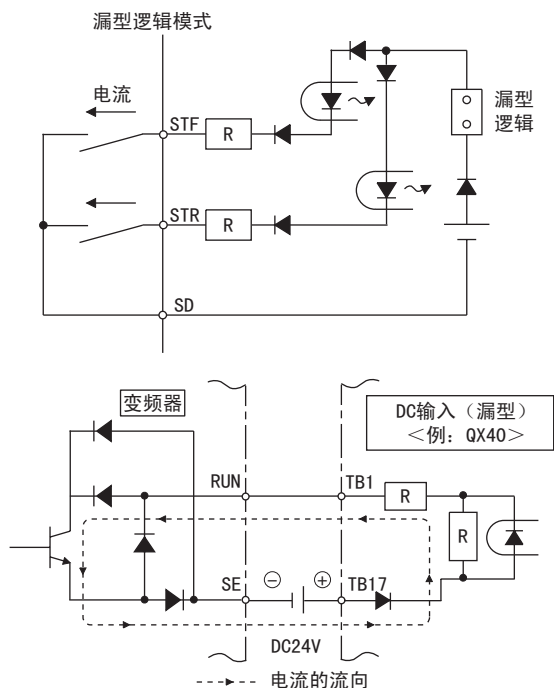 漏型逻辑模式
电流
STF
R
漏型
逻辑
STR
R
SD
变频器
DC输入（漏型）
<例：QX40>
RUN
TB1
R
R
SE
⊖
⊕
TB17
DC24V
电流的流向